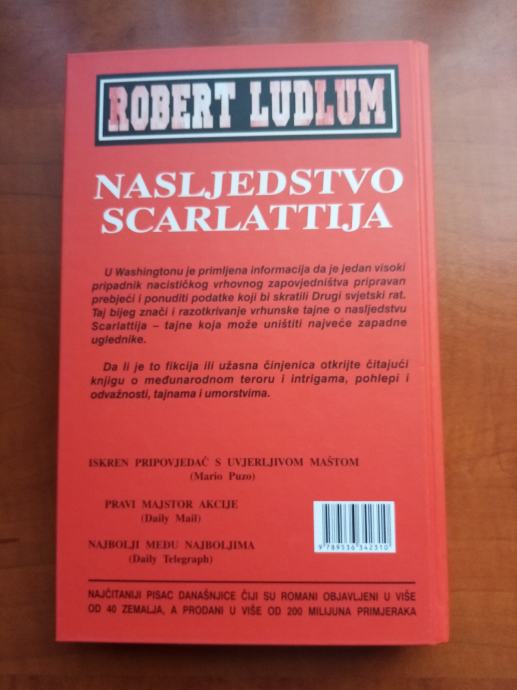 ROBERT LUDLUM
NASLJEDSTVO
SCARLATTIJA
U Washingtonu je primljena informacija da je jedan visoki
pripadnik nacističkog vrhovnog zapovjedništva pripravan
prebjeći i ponuditi podatke koji bi skratili Drugi svjetski rat.
Taj bijeg znači i razotkrivanje vrhunske tajne o nasljedstvu
Scarlattija – tajne koja može uništiti najveće zapadne
uglednike.
Da li je to fikcija ili užasna činjenica otkrijte čitajući
knjigu o međunarodnom teroru i intrigama, pohlepi i
odvažnosti, tajnama i umorstvima.
ISKREN PRIPOVJEDAČ S UVJERLJIVOM MAŠTOM
(Mario Puzo)
PRAVI MAJSTOR AKCIJE
(Daily Mail)
NAJBOLJI MEĐU NAJBOLJIMA
(Daily Telegraph)
9 789536 342310
NAJČITANIJI PISAC DANAŠNJICE ČIJI SU ROMANI OBJAVLJENI U VIŠE
OD 40 ZEMALJA, A PRODANI U VIŠE OD 200 MILIJUNA PRIMJERAKA